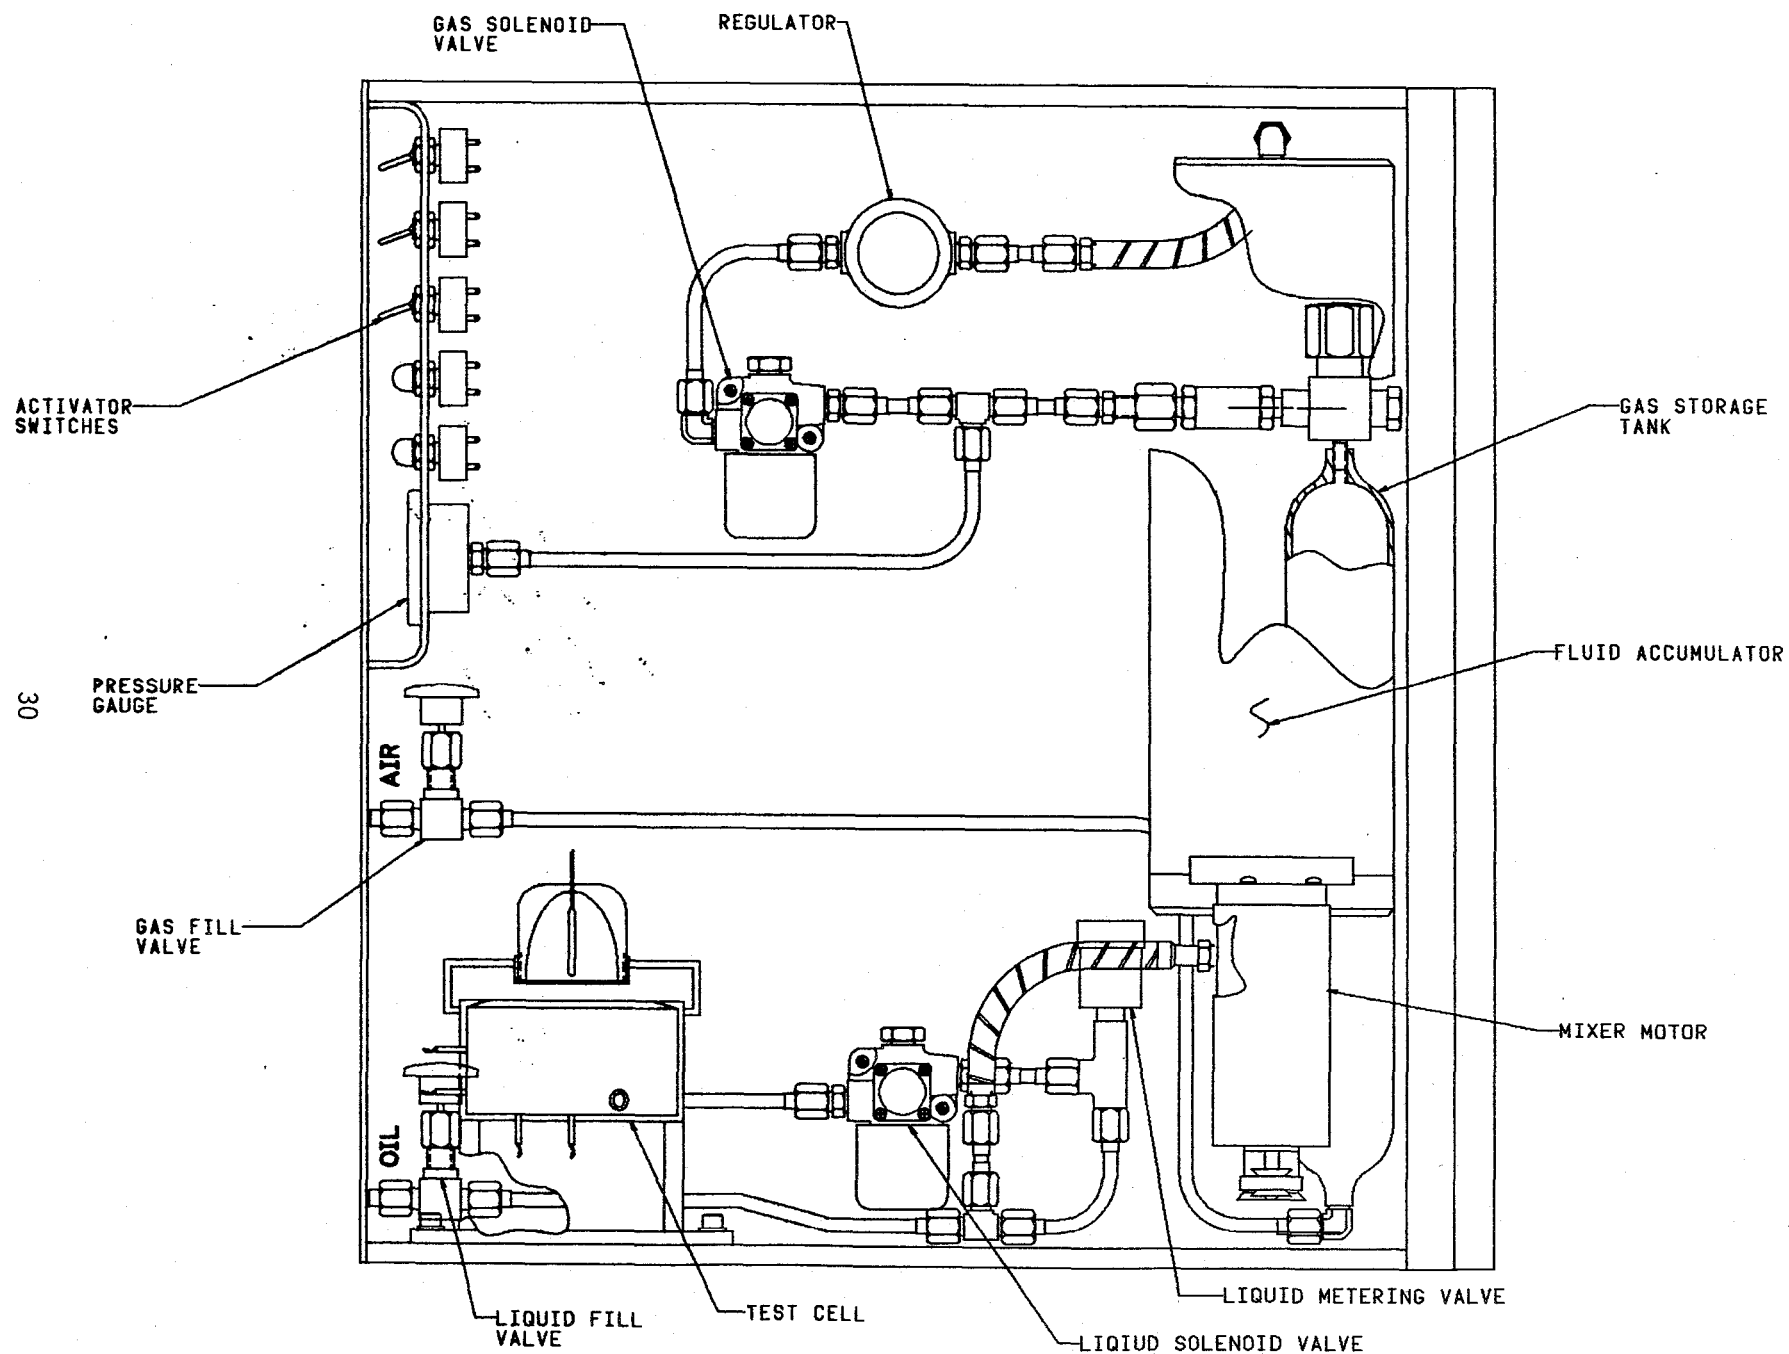 GAS SOLENOID
VALVE
REGULATOR
ACTIVATOR
SWITCHES
GAS STORAGE
TANK
FLUID ACCUMULATOR
PRESSURE
GAUGE
30
AIR
GAS FILL
VALVE
MIXER MOTOR
OIL
LIQUID FILL
VALVE
TEST CELL
LIQUID METERING VALVE
LIQIUD SOLENOID VALVE